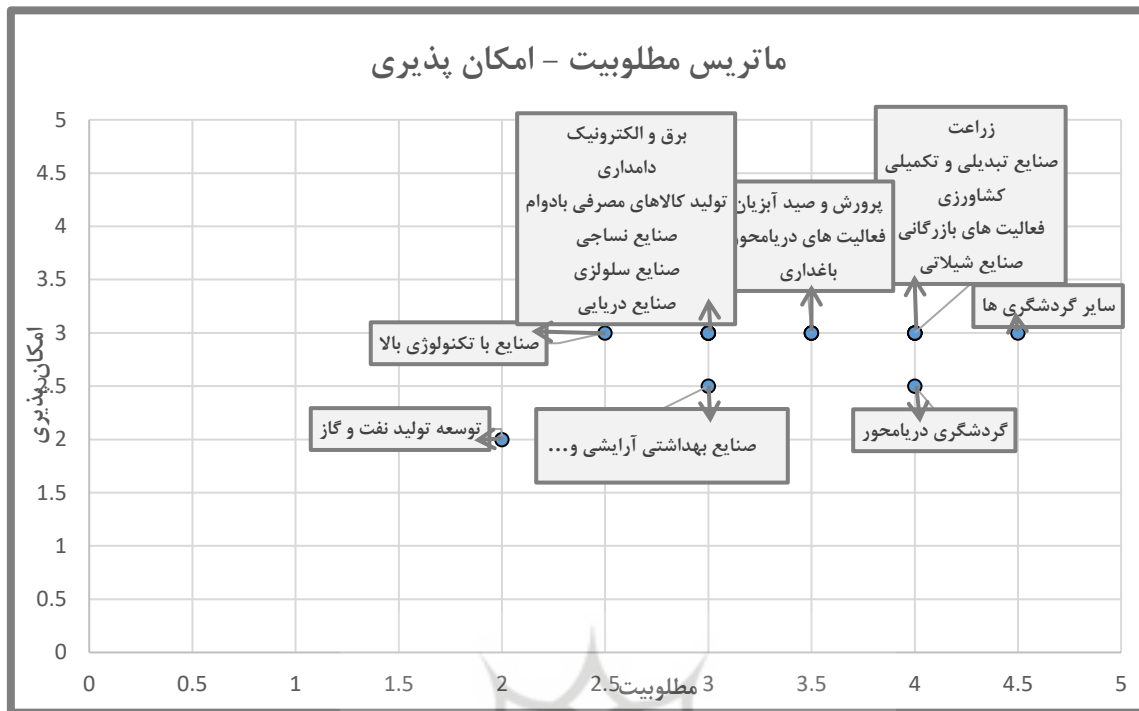 ماتریس مطلوبیت – امکان پذیری
5
4.5
4
3.5
3
2.5
2
1.5
1
0.5
0
امکان پذیری
برق و الکترونیک
دامداری
تولید کالاهای مصرفی بادوام
صنایع نساجی
صنایع سلولزی
صنایع دریایی
پرورش و صید آبزیان
فعالیت های دریامحور
باغداری
زراعت
صنایع تبدیلی و تکمیلی
کشاورزی
فعالیت های بازرگانی
صنایع شیلاتی
سایر گردشگری ها
صنایع با تکنولوژی بالا
توسعه تولید نفت و گاز
صنایع بهداشتی آرایشی و...
گردشگری دریامحور
0 0.5 1 1.5 2 2.5 3 3.5 4 4.5 5
مطلوبیت